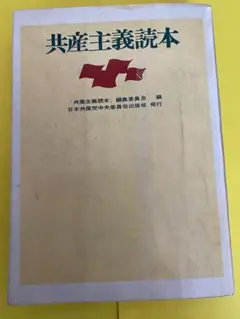 共産主義読本
「共産主義読本」編集委員会 編
日本共産党中央委員会出版部 発行